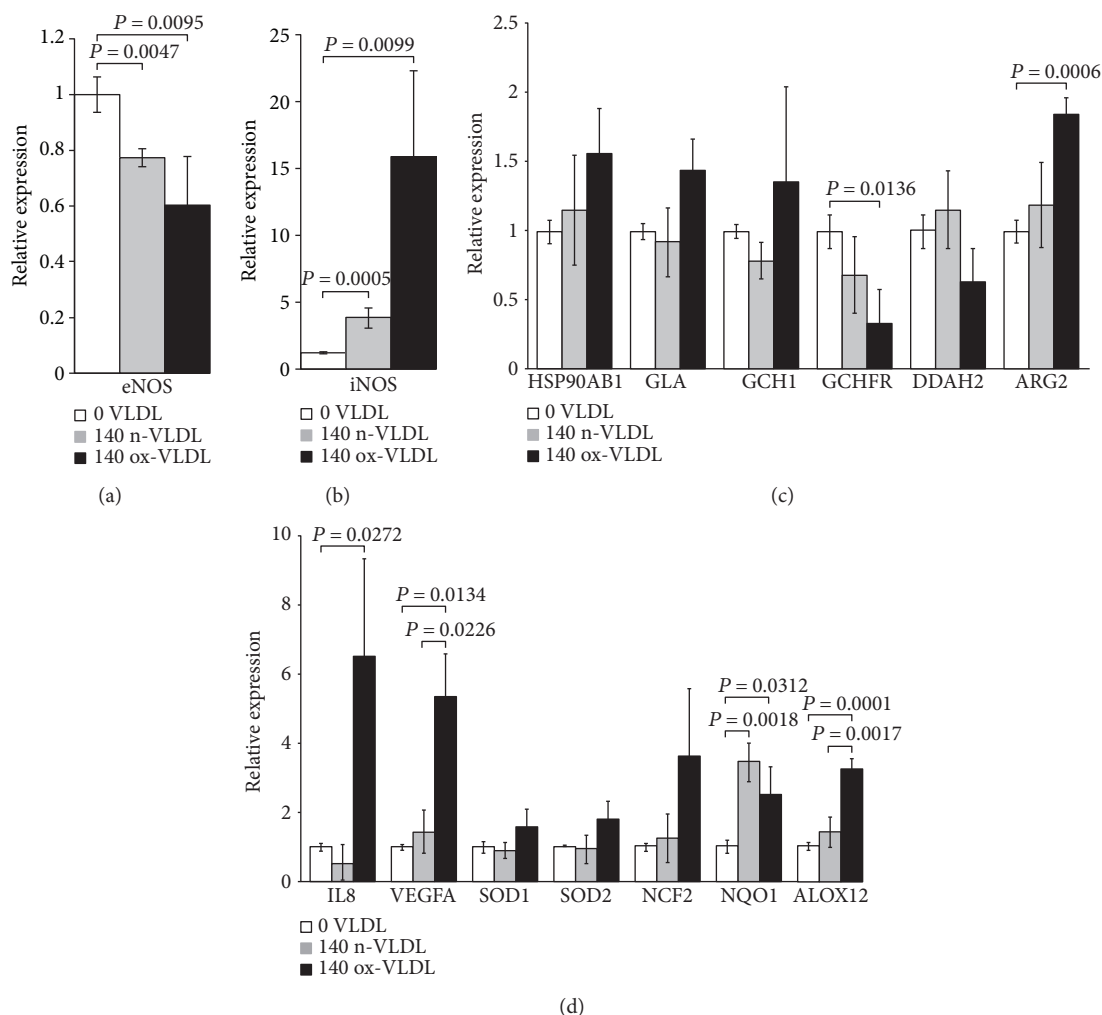 P = 0.0095
P = 0.0047
1.2
1
0.8
0.6
0.4
0.2
0
Relative expression
eNOS
0 VLDL
140 n-VLDL
140 ox-VLDL
(a)
P = 0.0099
P = 0.0005
25
20
15
10
5
0
Relative expression
iNOS
0 VLDL
140 n-VLDL
140 ox-VLDL
(b)
2.5
2
1.5
1
0.5
0
Relative expression
P = 0.0006
P = 0.0136
HSP90AB1 GLA GCH1 GCHFR DDAH2 ARG2
0 VLDL
140 n-VLDL
140 ox-VLDL
(c)
10
8
6
4
2
0
Relative expression
P = 0.0272
P = 0.0134
P = 0.0226
P = 0.0312
P = 0.0018
P = 0.0001
P = 0.0017
IL8 VEGFA SOD1 SOD2 NCF2 NQO1 ALOX12
0 VLDL
140 n-VLDL
140 ox-VLDL
(d)